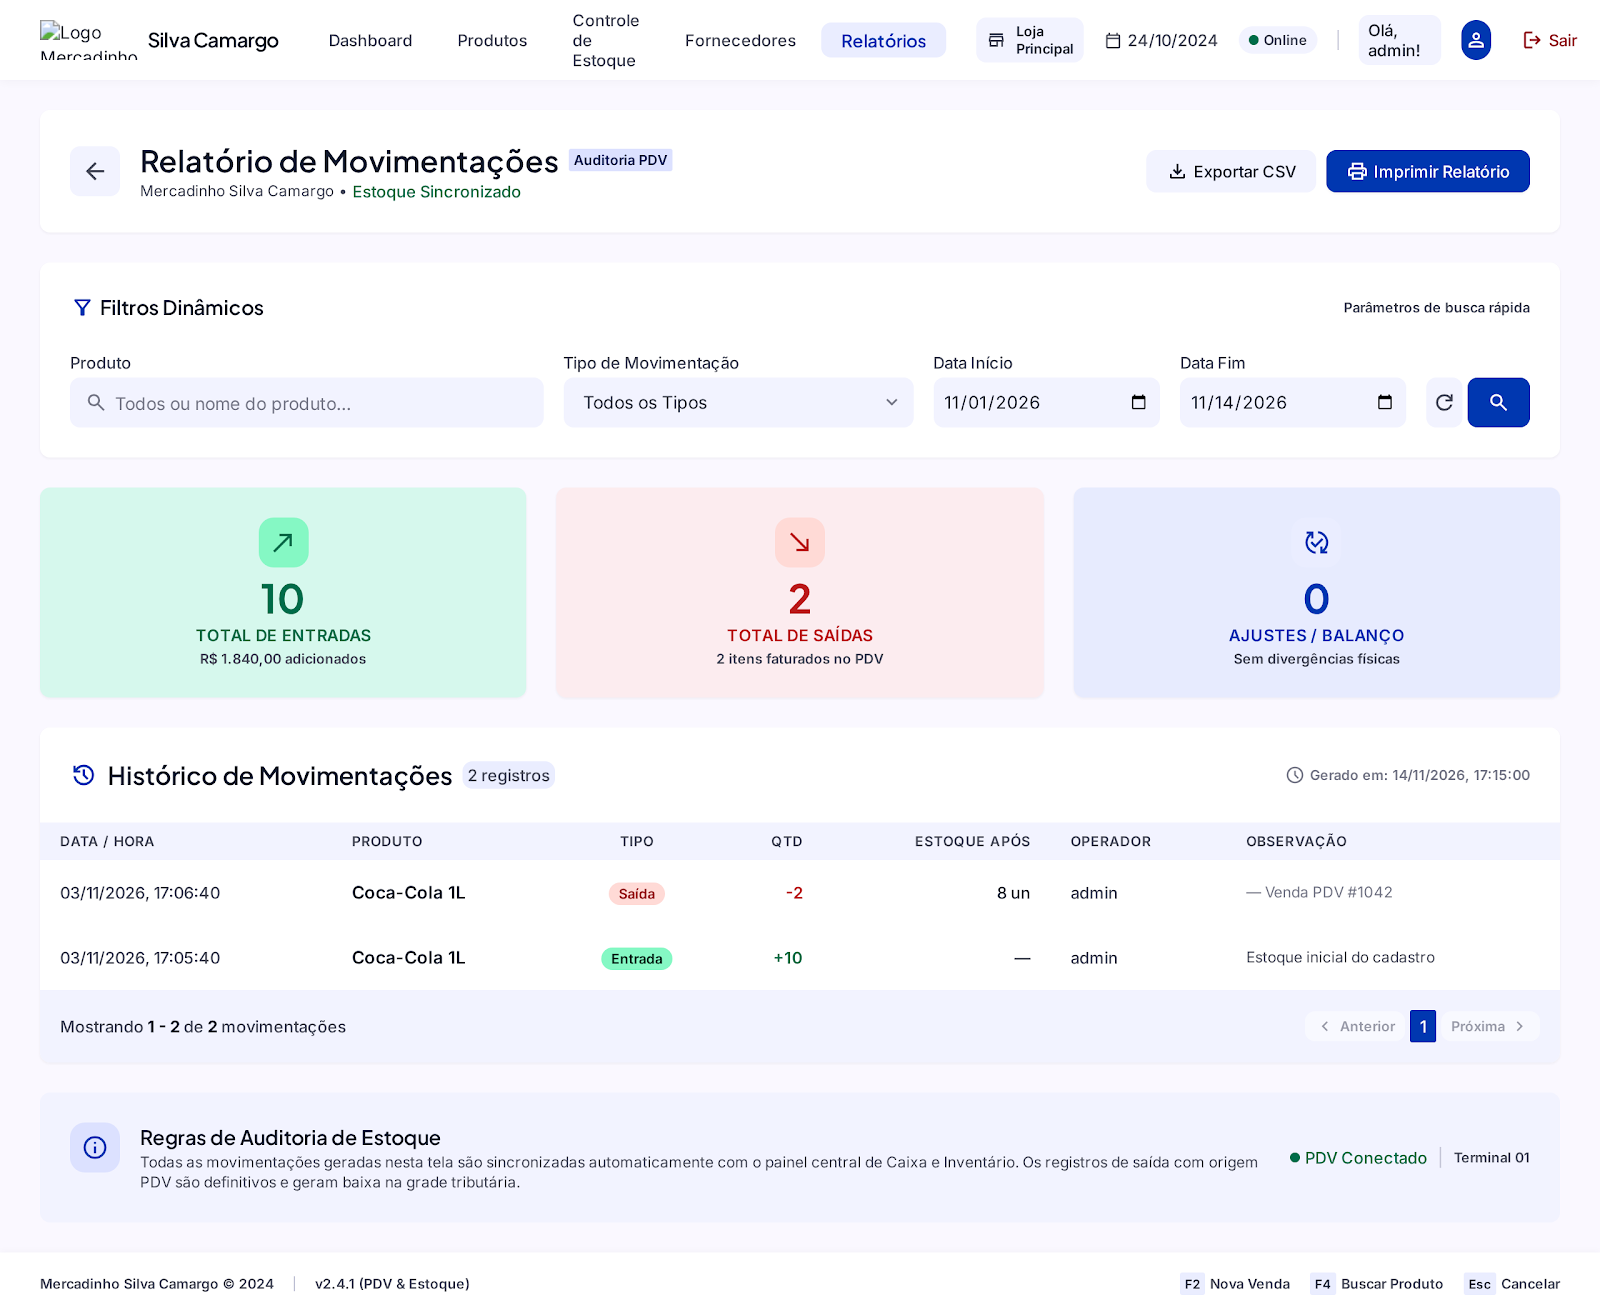 Logo
Mercadinho
Silva Camargo
Dashboard
Produtos
Controle
de
Estoque
Fornecedores
Relatórios
Loja
Principal
24/10/2024
Online
Olá,
admin!
Sair
Relatório de Movimentações
Auditoria PDV
Mercadinho Silva Camargo • Estoque Sincronizado
Exportar CSV
Imprimir Relatório
Filtros Dinâmicos
Parâmetros de busca rápida
Produto
Tipo de Movimentação
Data Início
Data Fim
Todos ou nome do produto...
Todos os Tipos
11/01/2026
11/14/2026
10
TOTAL DE ENTRADAS
R$ 1.840,00 adicionados
2
TOTAL DE SAÍDAS
2 itens faturados no PDV
0
AJUSTES / BALANÇO
Sem divergências físicas
Histórico de Movimentações
2 registros
Gerado em: 14/11/2026, 17:15:00
DATA / HORA PRODUTO TIPO QTD ESTOQUE APÓS OPERADOR OBSERVAÇÃO
03/11/2026, 17:06:40 Coca-Cola 1L Saída -2 8 un admin — Venda PDV #1042
03/11/2026, 17:05:40 Coca-Cola 1L Entrada +10 — admin Estoque inicial do cadastro
Mostrando 1 - 2 de 2 movimentações
Anterior 1 Próxima
Regras de Auditoria de Estoque
Todas as movimentações geradas nesta tela são sincronizadas automaticamente com o painel central de Caixa e Inventário. Os registros de saída com origem
PDV são definitivos e geram baixa na grade tributária.
PDV Conectado
Terminal 01
Mercadinho Silva Camargo © 2024
v2.4.1 (PDV & Estoque)
F2 Nova Venda
F4 Buscar Produto
Esc Cancelar